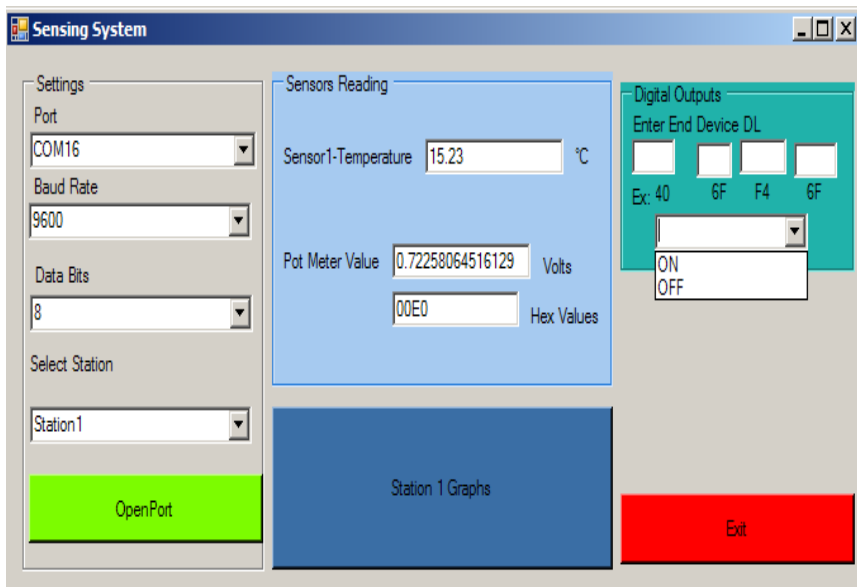 Sensing System
Settings
Port
COM16
Baud Rate
9600
Data Bits
8
Select Station
Station1
OpenPort
Sensors Reading
Sensor1-Temperature 15.23 °C
Pot Meter Value 0.72258064516129 Volts
00E0 Hex Values
Station 1 Graphs
Digital Outputs
Enter End Device DL
Ex: 40 6F F4 6F
ON
OFF
Exit